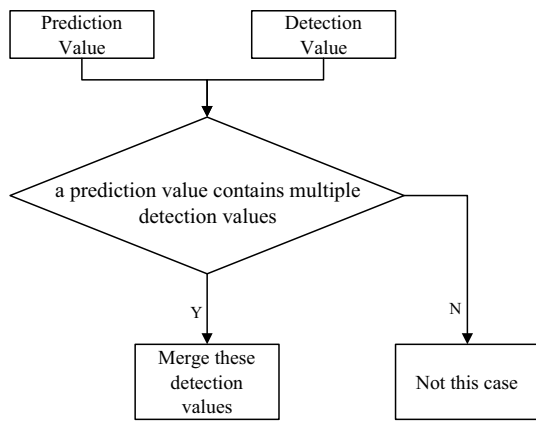 Prediction
Value
Detection
Value
a prediction value contains multiple
detection values
Y
N
Merge these
detection
values
Not this case